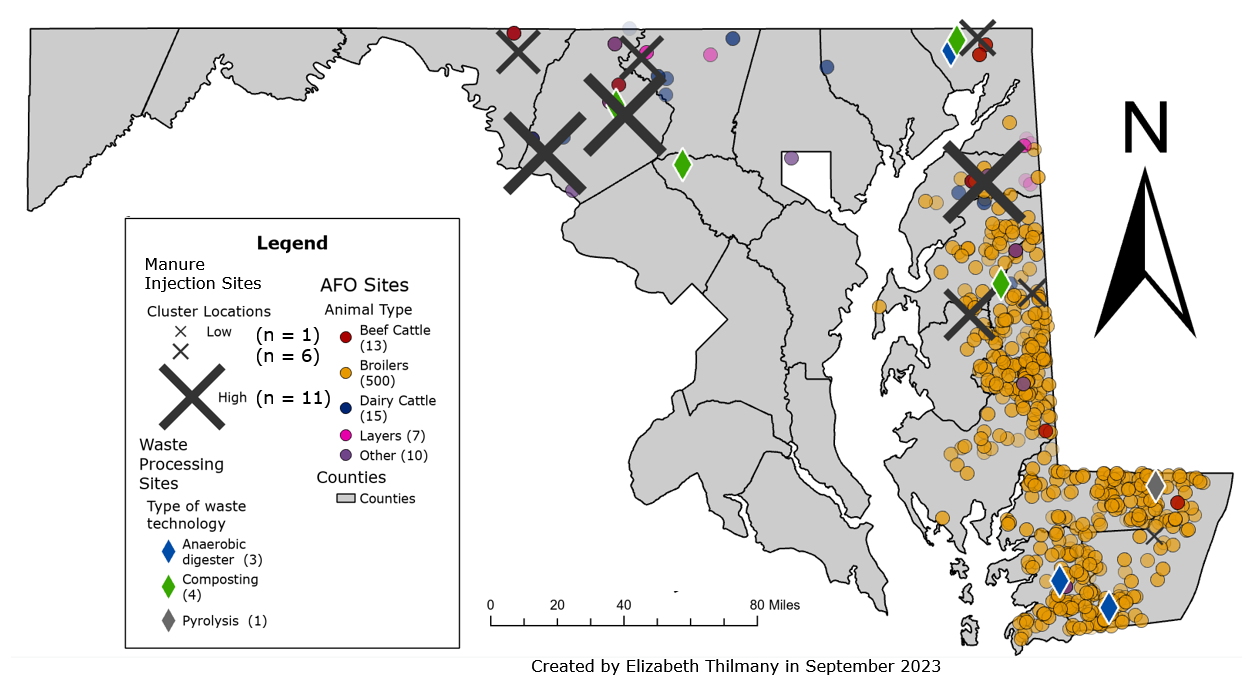 N
Legend
Manure
Injection Sites
Cluster Locations
Low (n = 1)
(n = 6)
High (n = 11)
Waste
Processing
Sites
Type of waste
technology
Anaerobic
digester (3)
Composting
(4)
Pyrolysis (1)
AFO Sites
Animal Type
Beef Cattle
(13)
Broilers
(500)
Dairy Cattle
(15)
Layers (7)
Other (10)
Counties
Counties
0 20 40 80 Miles
Created by Elizabeth Thilmany in September 2023